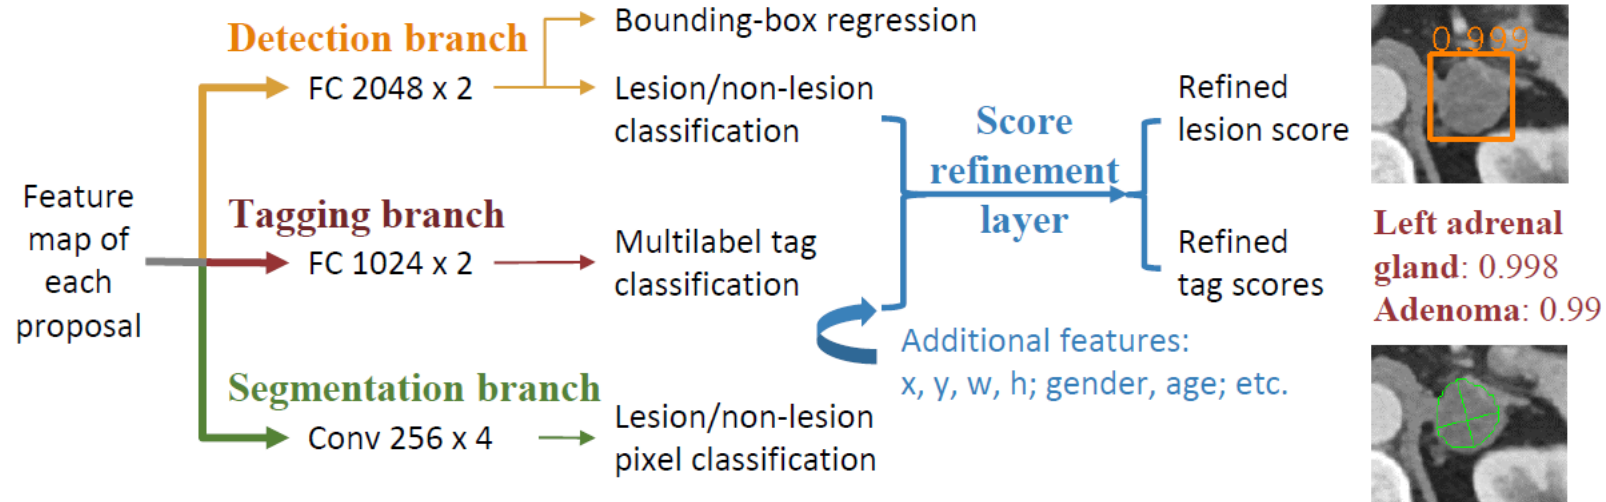 Feature
map of
each
proposal
Detection branch
FC 2048 x 2
Bounding-box regression
Lesion/non-lesion
classification
Tagging branch
FC 1024 x 2
Multilabel tag
classification
Segmentation branch
Conv 256 x 4
Lesion/non-lesion
pixel classification
Score
refinement
layer
Additional features:
x, y, w, h; gender, age; etc.
Refined
lesion score
Refined
tag scores
0.999
Left adrenal
gland: 0.998
Adenoma: 0.99